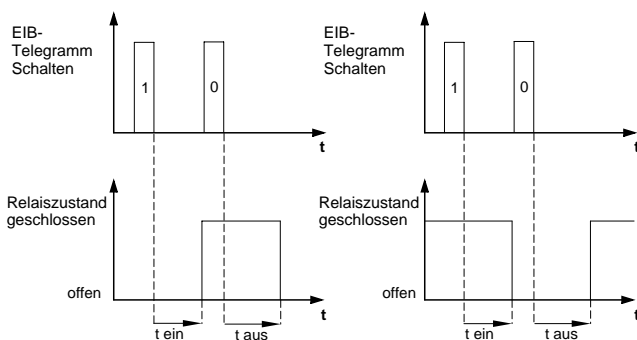 EIB-
Telegramm
Schalten
1
0
t
Relaiszustand
geschlossen
offen
t
t ein
t aus
EIB-
Telegramm
Schalten
1
0
t
Relaiszustand
geschlossen
offen
t
t ein
t aus